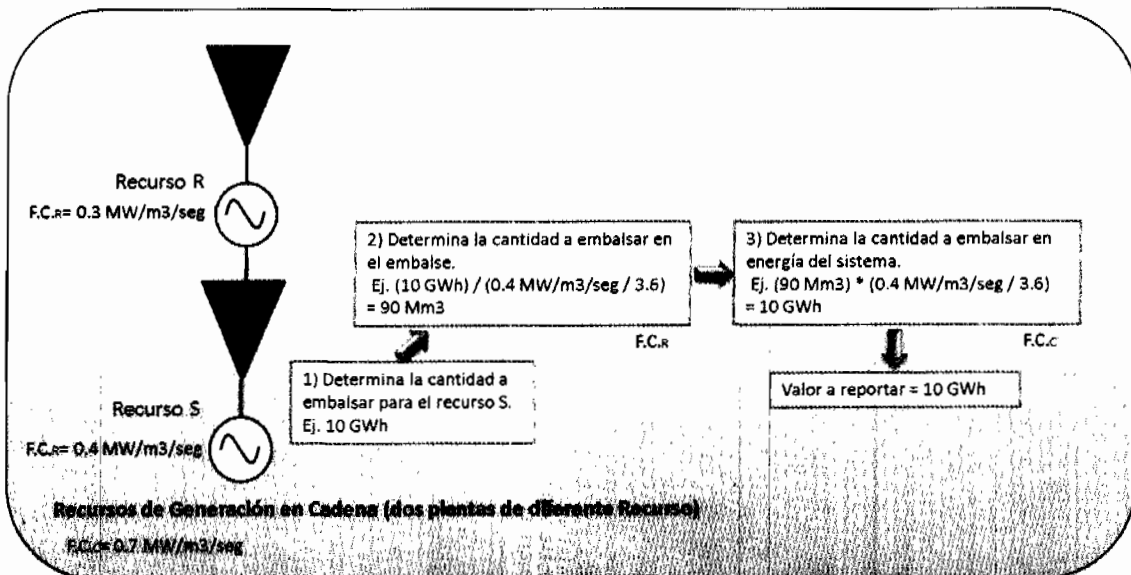 Recurso R
F.C.R= 0.3 MW/m3/seg
2) Determina la cantidad a embalsar en
el embalse.
Ej. (10 GWh) / (0.4 MW/m3/seg / 3.6)
= 90 Mm3
F.C.R
3) Determina la cantidad a embalsar en
energía del sistema.
Ej. (90 Mm3) * (0.4 MW/m3/seg / 3.6)
= 10 GWh
F.C.C
1) Determina la cantidad a
embalsar para el recurso S.
Ej. 10 GWh
Valor a reportar = 10 GWh
Recurso S
F.C.R= 0,4 MW/m3/seg
Recursos de Generación en Cadena (dos plantas de diferente Recurso)
F.C.C= 0.7 MW/m3/seg